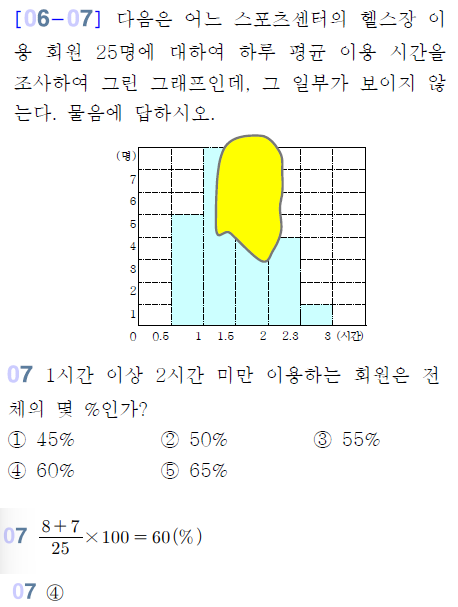 [06-07] 다음은 어느 스포츠센터의 헬스장 이
용 회원 25명에 대하여 하루 평균 이용 시간을
조사하여 그린 그래프인데, 그 일부가 보이지 않
는다. 물음에 답하시오.
(명)
7
6
5
4
3
2
1
0 0.5 1 1.5 2 2.3 3 (시간)
07 1시간 이상 2시간 미만 이용하는 회원은 전
체의 몇 %인가?
① 45% ② 50% ③ 55%
④ 60% ⑤ 65%
07 \frac{8+7}{25}×100=60(%)
07 ④